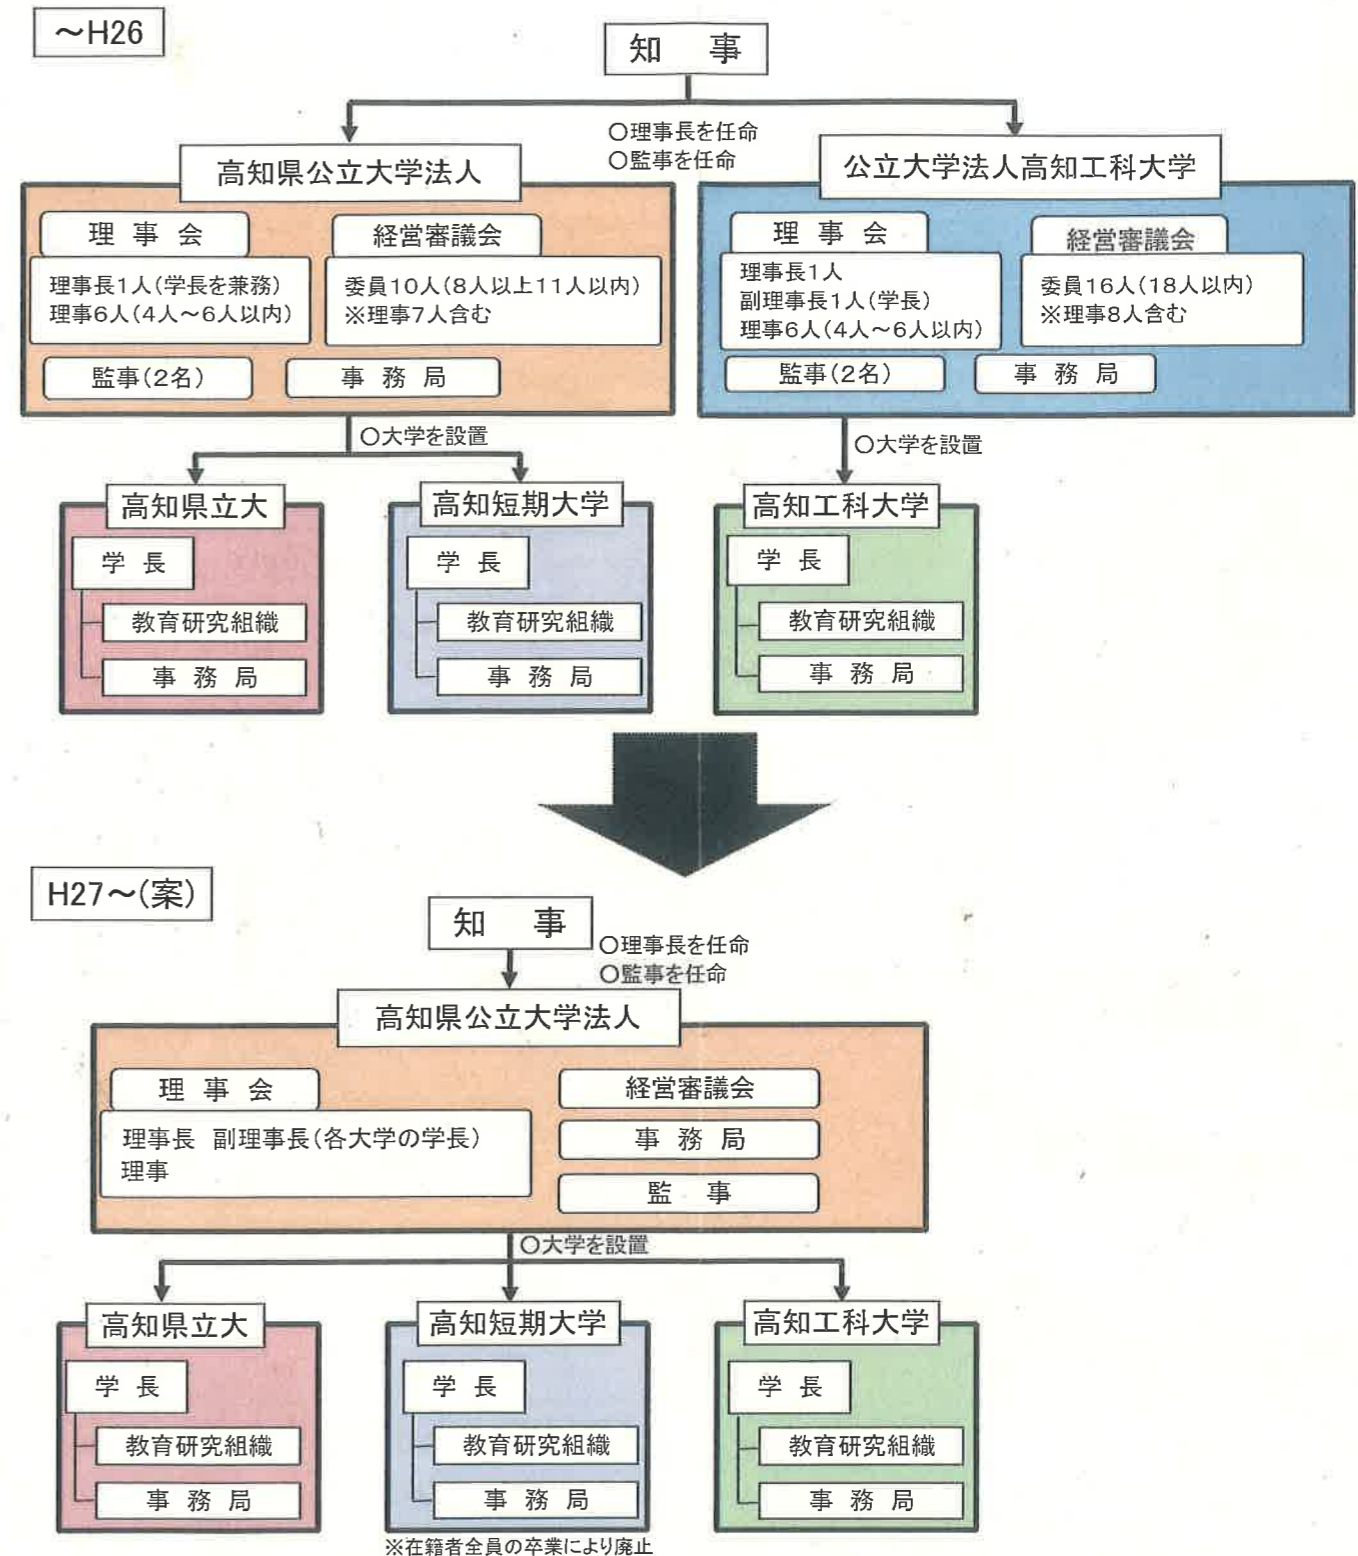 ～H26
知　事
〇理事長を任命
〇監事を任命
高知県公立大学法人
理 事 会
理事長1人(学長を兼務)
理事6人(4人～6人以内)
経営審議会
委員10人(8人以上11人以内)
※理事7人含む
監事(2名)
事 務 局
公立大学法人高知工科大学
理 事 会
理事長1人
副理事長1人(学長)
理事6人(4人～6人以内)
経営審議会
委員16人(18人以内)
※理事8人含む
監事(2名)
事 務 局
〇大学を設置
〇大学を設置
高知県立大
学 長
教育研究組織
事 務 局
高知短期大学
学 長
教育研究組織
事 務 局
高知工科大学
学 長
教育研究組織
事 務 局
H27～(案)
知　事
〇理事長を任命
〇監事を任命
高知県公立大学法人
理 事 会
理事長 副理事長(各大学の学長)
理事
経営審議会
事 務 局
監　事
〇大学を設置
高知県立大
学 長
教育研究組織
事 務 局
高知短期大学
学 長
教育研究組織
事 務 局
※在籍者全員の卒業により廃止
高知工科大学
学 長
教育研究組織
事 務 局